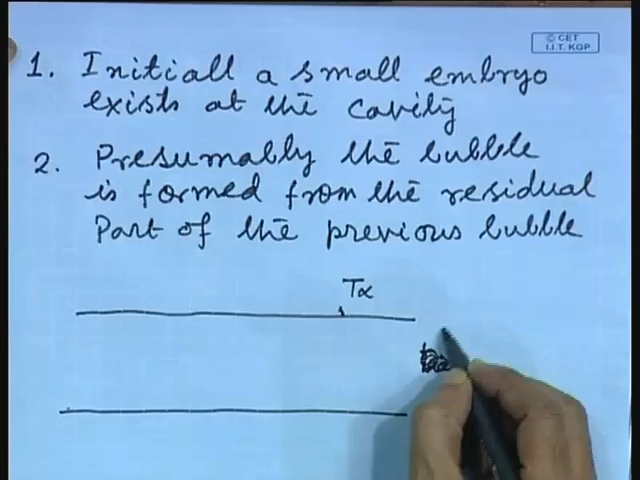 © CET
I.I.T. KGP
1. Initiall a small embryo
exists at the cavity
2. Presumally the bubble
is formed from the residual
Part of the previous bubble
T∝